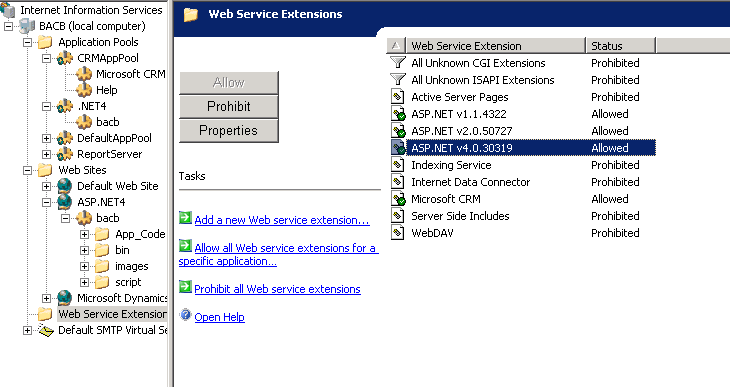 Internet Information Services
BACB (local computer)
Application Pools
CRMAppPool
Microsoft CRM
Help
.NET4
bacb
DefaultAppPool
ReportServer
Web Sites
Default Web Site
ASP.NET4
bacb
App_Code
bin
images
script
Microsoft Dynamics
Web Service Extension
Default SMTP Virtual Se
Web Service Extensions
Allow
Prohibit
Properties
Tasks
Add a new Web service extension...
Allow all Web service extensions for a
specific application...
Prohibit all Web service extensions
Open Help
Web Service Extension Status
All Unknown CGI Extensions Prohibited
All Unknown ISAPI Extensions Prohibited
Active Server Pages Prohibited
ASP.NET v1.1.4322 Allowed
ASP.NET v2.0.50727 Allowed
ASP.NET v4.0.30319 Allowed
Indexing Service Prohibited
Internet Data Connector Prohibited
Microsoft CRM Allowed
Server Side Includes Prohibited
WebDAV Prohibited